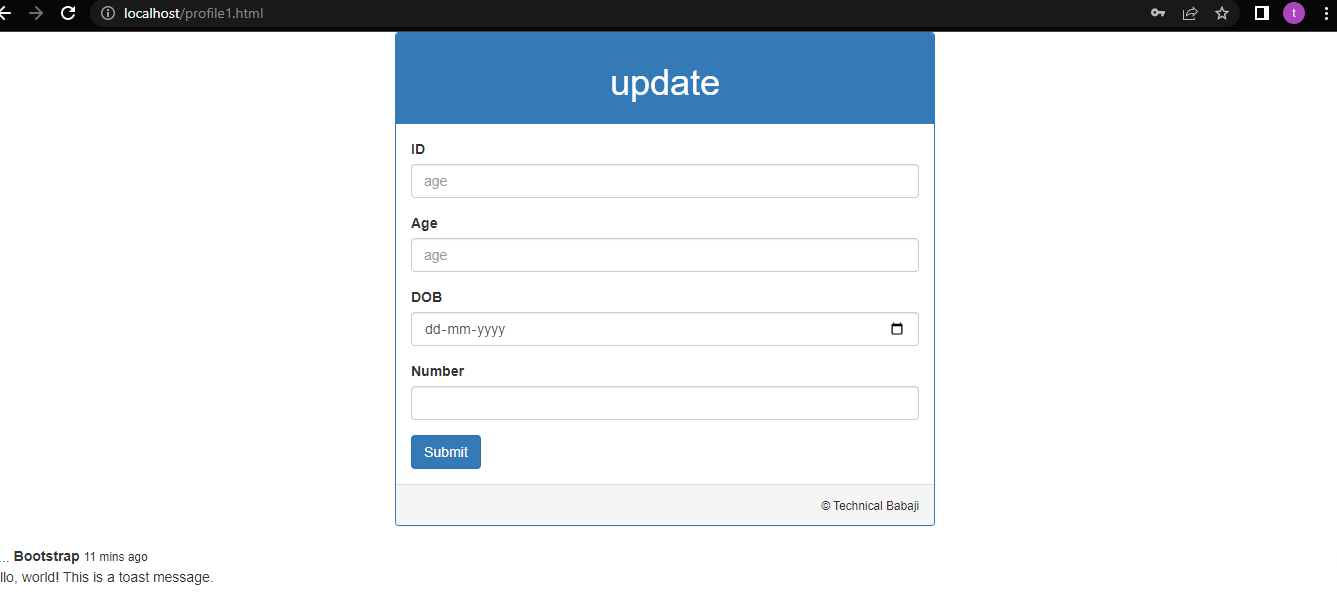 localhost/profile1.html
t
update
ID
age
Age
age
DOB
dd-mm-yyyy
Number
Submit
© Technical Babaji
... Bootstrap 11 mins ago
llo, world! This is a toast message.